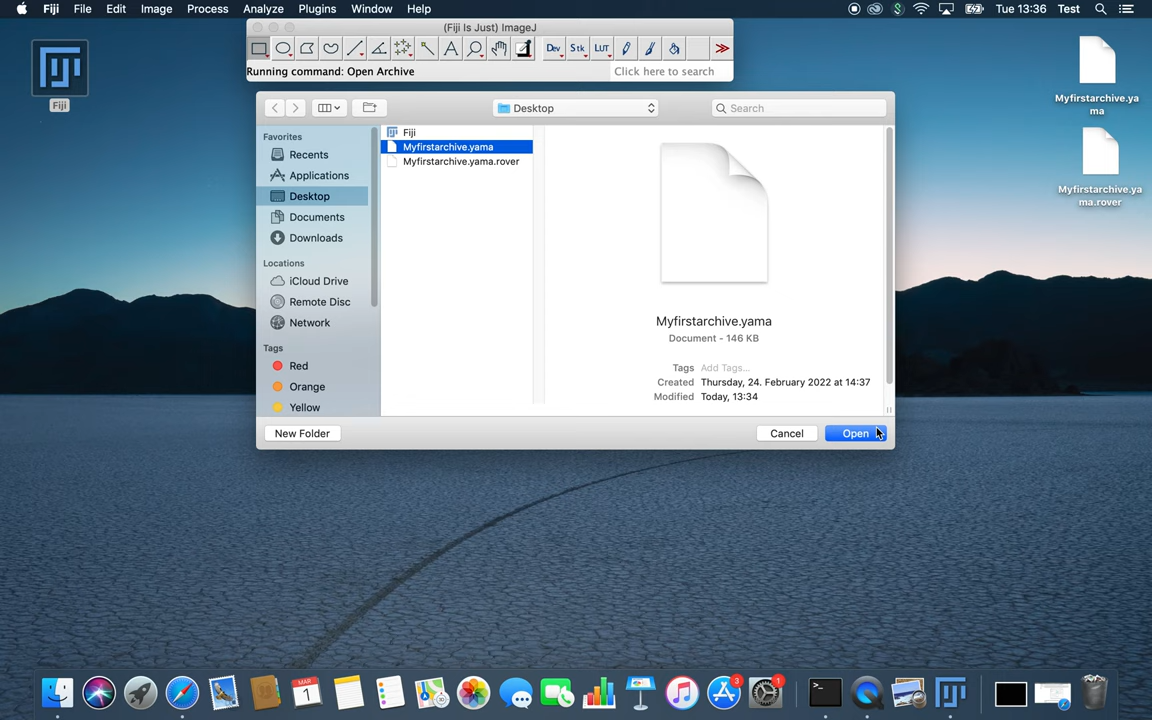 Fiji File Edit Image Process Analyze Plugins Window Help
Tue 13:36 Test
(Fiji Is Just) ImageJ
Dev Stk LUT
Running command: Open Archive
Click here to search
Fiji
Myfirstarchive.ya
ma
Myfirstarchive.ya
ma.rover
Desktop
Search
Favorites
Recents
Applications
Desktop
Documents
Downloads
Locations
iCloud Drive
Remote Disc
Network
Tags
Red
Orange
Yellow
Fiji
Myfirstarchive.yama
Myfirstarchive.yama.rover
Myfirstarchive.yama
Document - 146 KB
Tags Add Tags...
Created Thursday, 24. February 2022 at 14:37
Modified Today, 13:34
New Folder
Cancel
Open
MAR
1
3
1